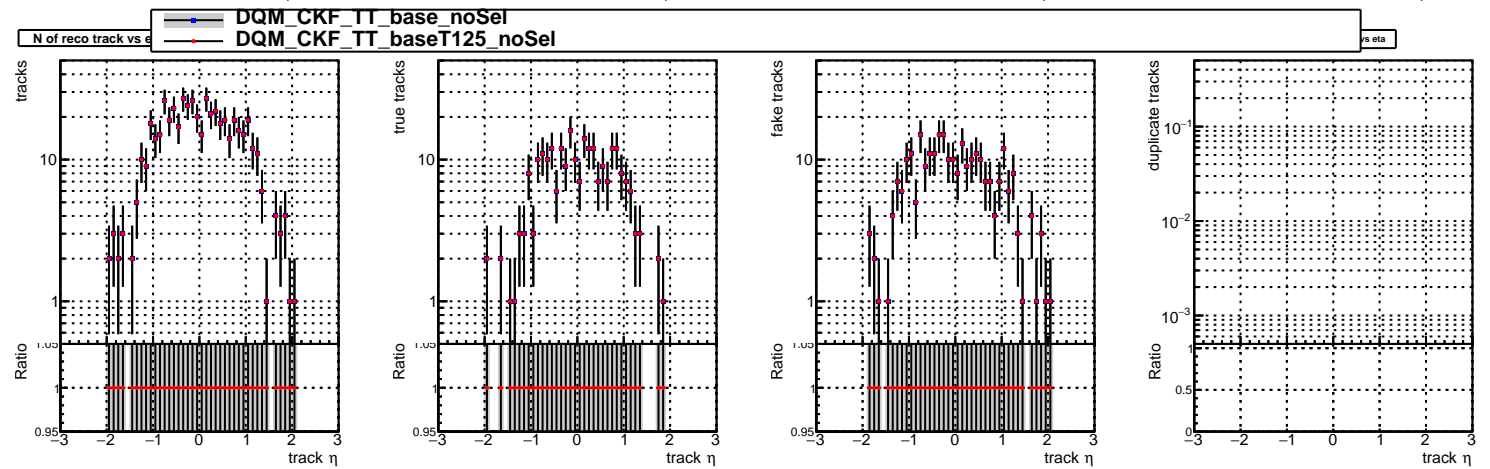 DQM_CKF_TT_base_noSel
DQM_CKF_TT_baseT125_noSel
N of reco track vs e
vs eta
tracks
10
1
Ratio
1.05
1
0.95
−3 −2 −1 0 1 2 3
track η
true tracks
10
1
Ratio
1.05
1
0.95
−3 −2 −1 0 1 2 3
track η
fake tracks
10
1
Ratio
1.05
1
0.95
−3 −2 −1 0 1 2 3
track η
duplicate tracks
10⁻¹
10⁻²
10⁻³
Ratio
1
0.5
0
−3 −2 −1 0 1 2 3
track η